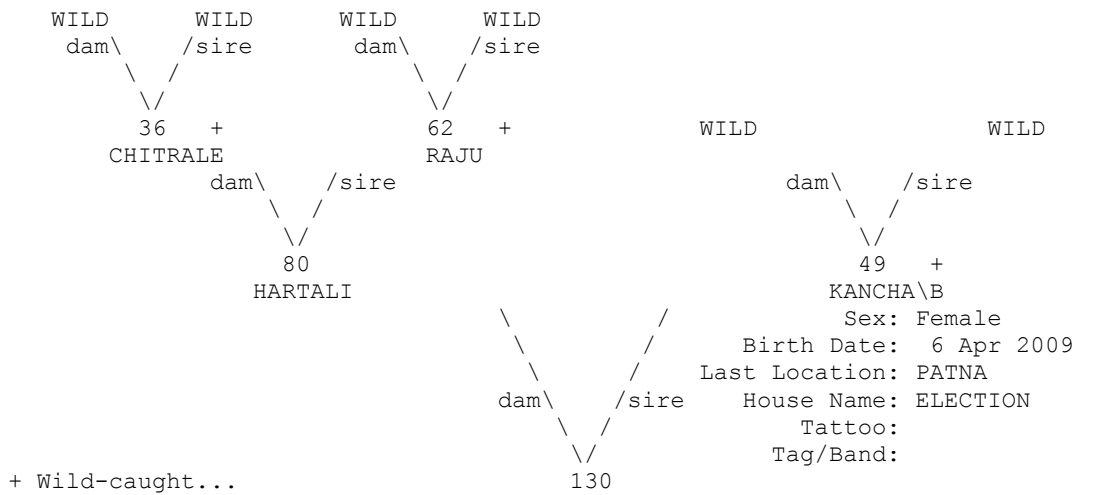 WILD WILD WILD WILD
dam\ /sire dam\ /sire
\ / \ /
\/ \/
36 + 62 + WILD WILD
CHITRALE RAJU
dam\ /sire dam\ /sire
\ / \ /
\/ \/
80 49 +
HARTALI KANCHA\B
\ / Sex: Female
\ / Birth Date: 6 Apr 2009
\ / Last Location: PATNA
dam\ /sire House Name: ELECTION
\ / Tattoo:
\/ Tag/Band:
+ Wild-caught... 130